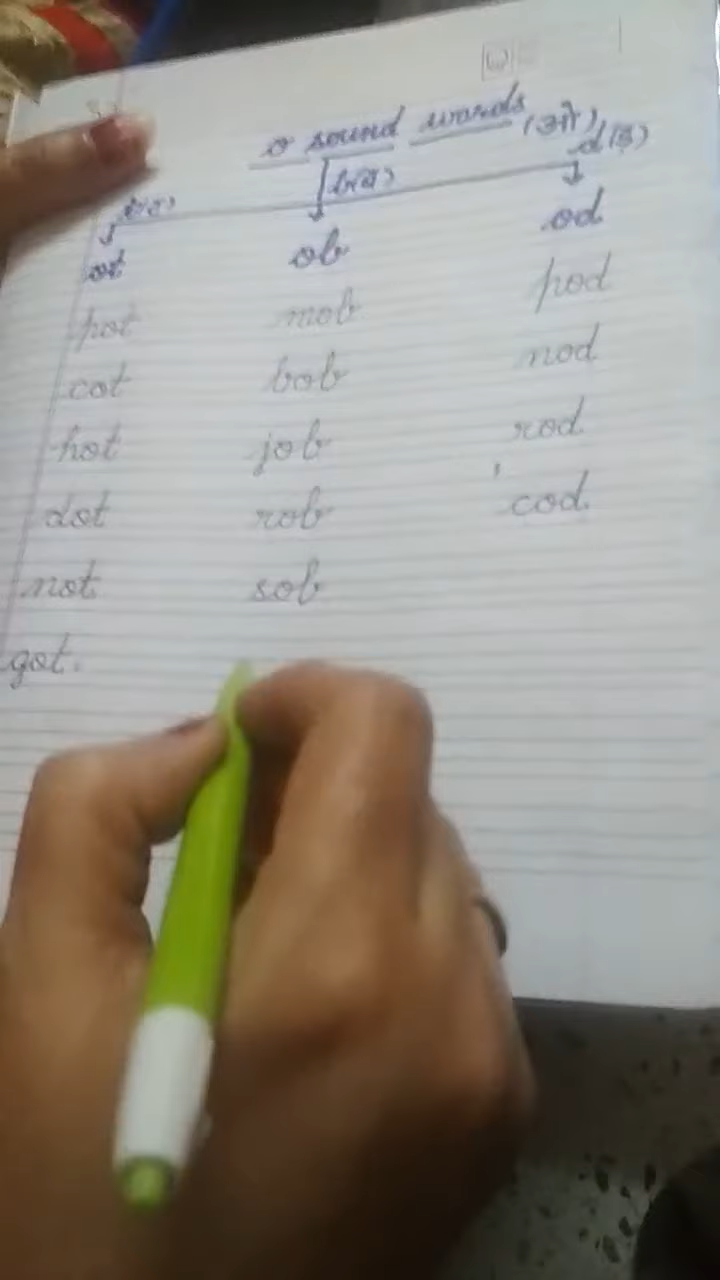 o sound words (ओ)
t(ट) b(ब) d(ड)
ot ob od
pot mob pod
cot bob nod
hot job rod
dot rob cod.
not sob
got.